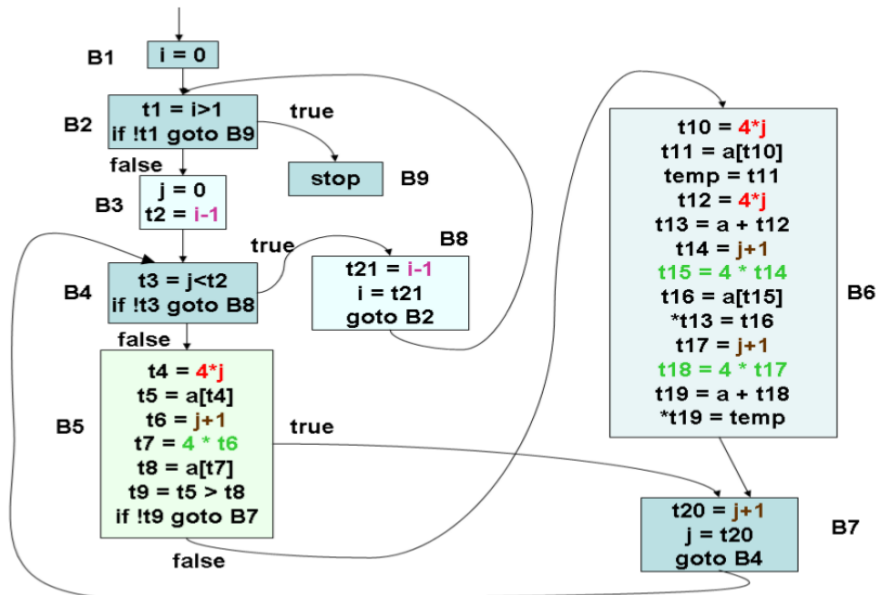 B1
i = 0
B2
t1 = i>1
if !t1 goto B9
true
false
stop
B9
B3
j = 0
t2 = i-1
true
B8
t21 = i-1
i = t21
goto B2
B4
t3 = j<t2
if !t3 goto B8
false
B5
t4 = 4*j
t5 = a[t4]
t6 = j+1
t7 = 4 * t6
t8 = a[t7]
t9 = t5 > t8
if !t9 goto B7
true
false
t10 = 4*j
t11 = a[t10]
temp = t11
t12 = 4*j
t13 = a + t12
t14 = j+1
t15 = 4 * t14
t16 = a[t15]
*t13 = t16
t17 = j+1
t18 = 4 * t17
t19 = a + t18
*t19 = temp
B6
t20 = j+1
j = t20
goto B4
B7